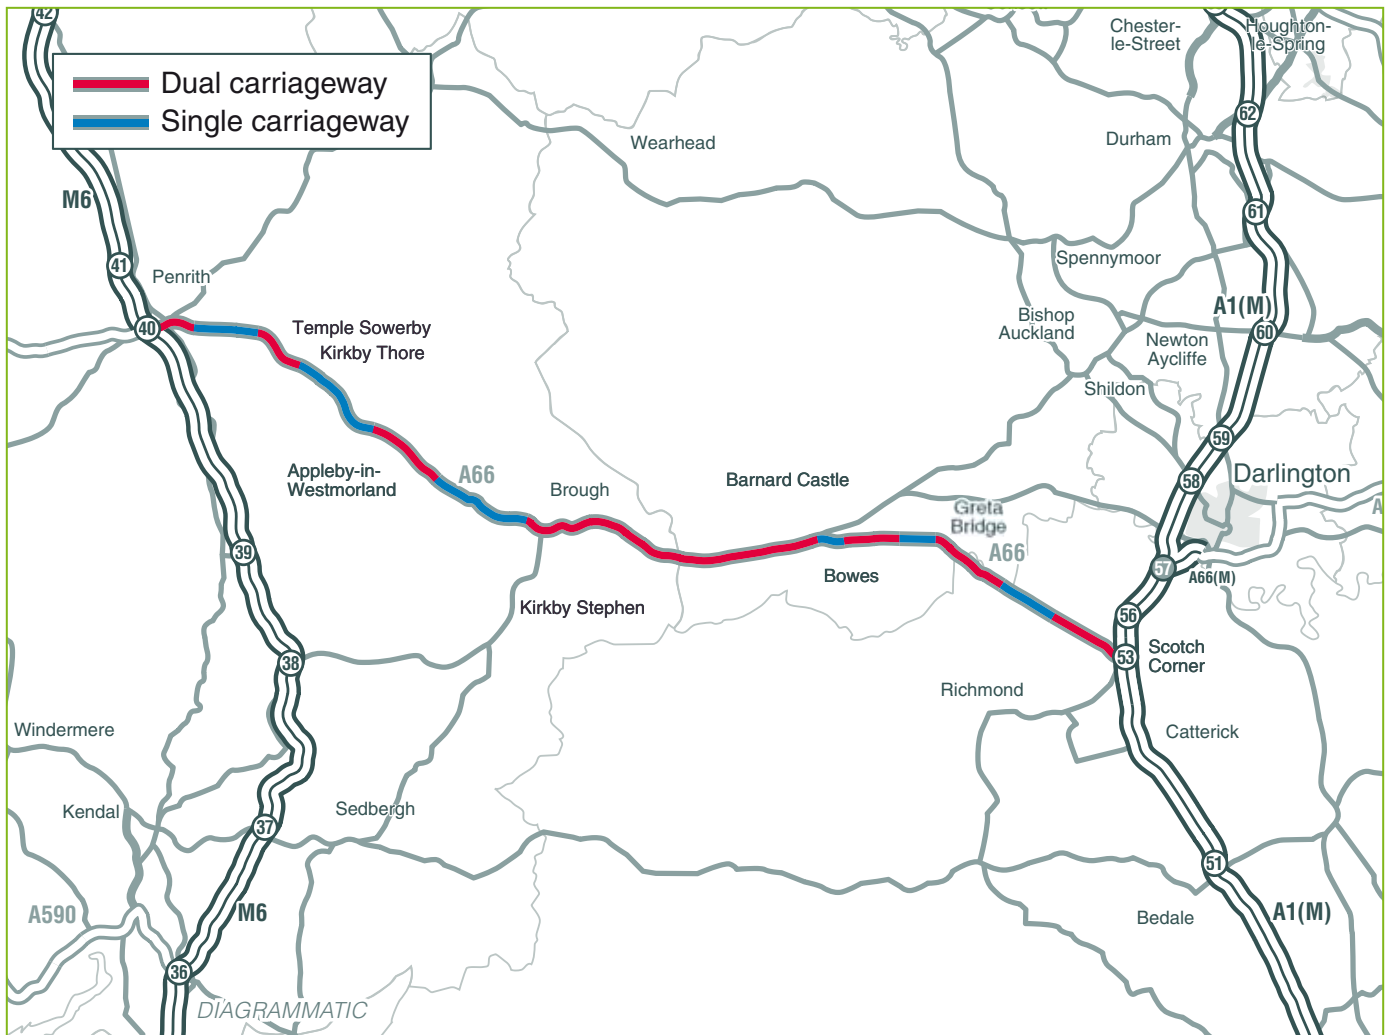 42
Chester-
le-Street
Houghton-
le-Spring
Dual carriageway
Single carriageway
62
Wearhead
Durham
M6
61
41
Penrith
Spennymoor
A1(M)
40
Temple Sowerby
Kirkby Thore
Bishop
Auckland
60
Newton
Aycliffe
Shildon
59
Appleby-in-
Westmorland
A66
Brough
Barnard Castle
58
Darlington
A
Greta
Bridge
A66
39
57
A66(M)
Bowes
Kirkby Stephen
56
38
53
Scotch
Corner
Richmond
Windermere
Catterick
Kendal
Sedbergh
37
51
A590
M6
Bedale
A1(M)
36
DIAGRAMMATIC